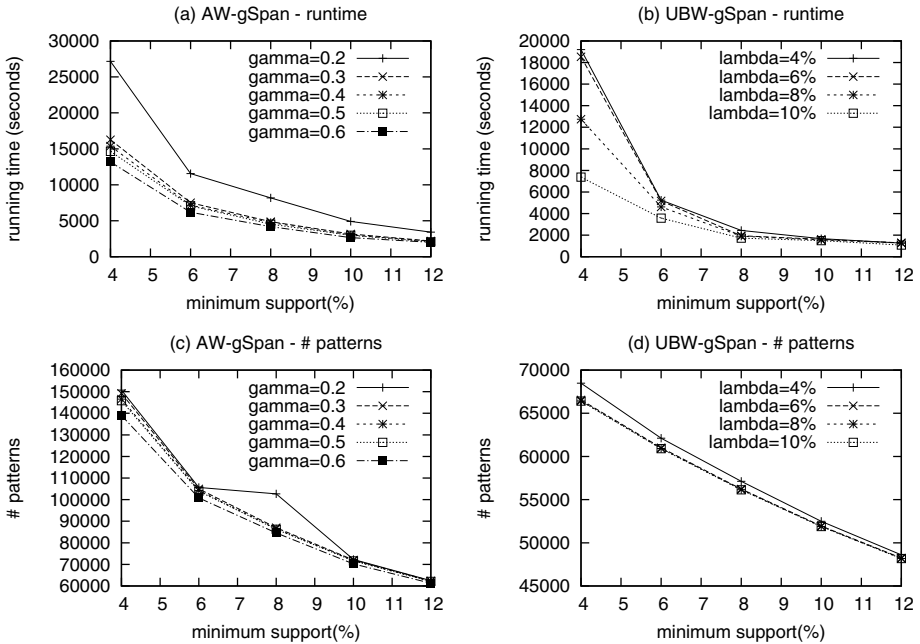 (a) AW-gSpan - runtime
running time (seconds)
30000
25000
20000
15000
10000
5000
0
gamma=0.2
gamma=0.3
gamma=0.4
gamma=0.5
gamma=0.6
4 5 6 7 8 9 10 11 12
minimum support(%)
(b) UBW-gSpan - runtime
running time (seconds)
20000
18000
16000
14000
12000
10000
8000
6000
4000
2000
0
lambda=4%
lambda=6%
lambda=8%
lambda=10%
4 5 6 7 8 9 10 11 12
minimum support(%)
(c) AW-gSpan - # patterns
# patterns
160000
150000
140000
130000
120000
110000
100000
90000
80000
70000
60000
gamma=0.2
gamma=0.3
gamma=0.4
gamma=0.5
gamma=0.6
4 5 6 7 8 9 10 11 12
minimum support(%)
(d) UBW-gSpan - # patterns
# patterns
70000
65000
60000
55000
50000
45000
lambda=4%
lambda=6%
lambda=8%
lambda=10%
4 5 6 7 8 9 10 11 12
minimum support(%)